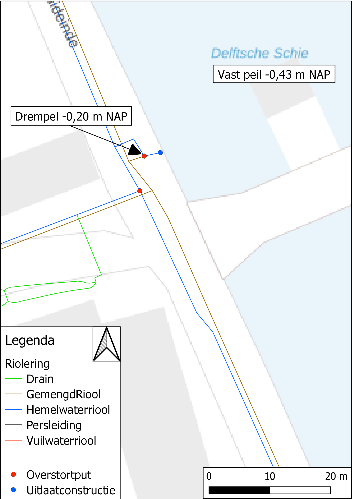 Delftsche Schie
Vast peil -0,43 m NAP
Drempel -0,20 m NAP
Legenda
Riolering
Drain
GemengdRiool
Hemelwaterriool
Persleiding
Vuilwaterriool
Overstortput
Uitlaatconstructie
0 10 20 m